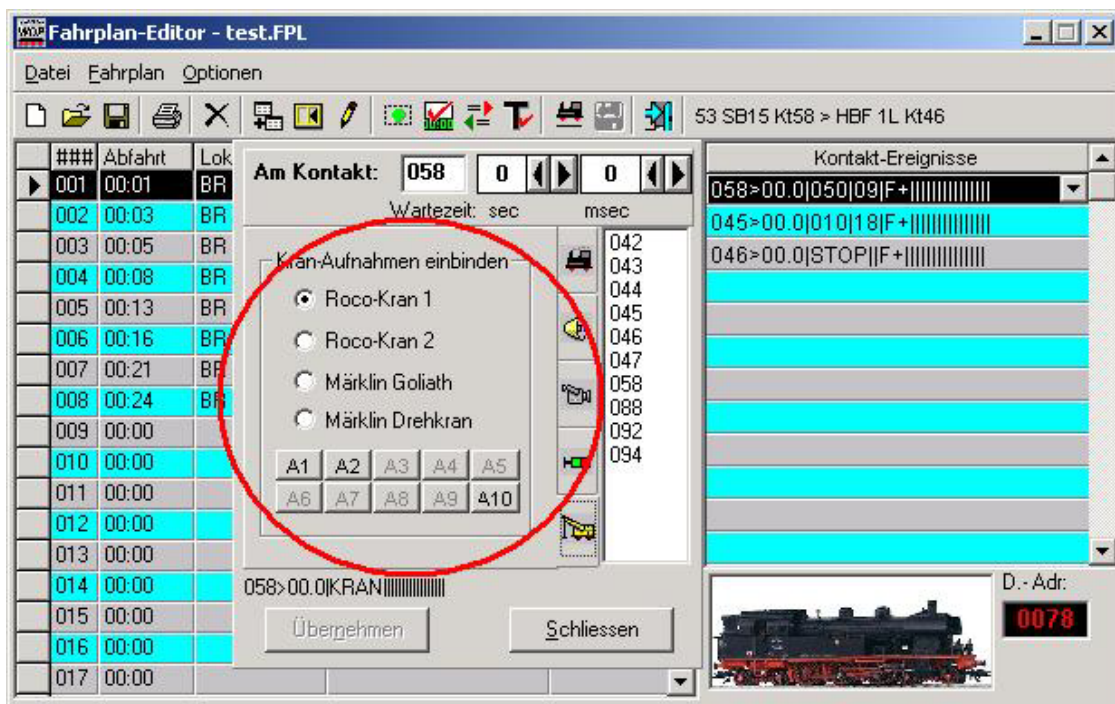 Fahrplan-Editor - test.FPL
Datei Fahrplan Optionen
53 SB15 Kt58 > HBF 1L Kt46
### Abfahrt Lok
001 00:01 BR
002 00:03 BR
003 00:05 BR
004 00:08 BR
005 00:13 BR
006 00:16 BR
007 00:21 BR
008 00:24 BR
009 00:00
010 00:00
011 00:00
012 00:00
013 00:00
014 00:00
015 00:00
016 00:00
017 00:00
Am Kontakt: 058 0 0
Wartezeit: sec msec
Kran-Aufnahmen einbinden
Roco-Kran 1
Roco-Kran 2
Märklin Goliath
Märklin Drehkran
A1 A2 A3 A4 A5
A6 A7 A8 A9 A10
042
043
044
045
046
047
058
088
092
094
058>00.0|KRAN|||||||||||||||
Übernehmen Schliessen
Kontakt-Ereignisse
058>00.0|050|09|F+||||||||||||||
045>00.0|010|18|F+||||||||||||||
046>00.0|STOP||F+||||||||||||||
D.- Adr:
0078